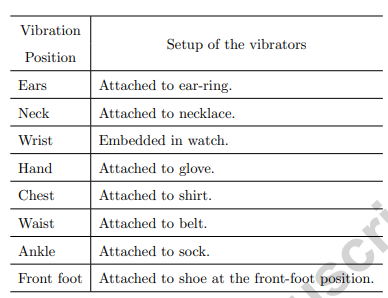 Vibration
Position
Setup of the vibrators
Ears Attached to ear-ring.
Neck Attached to necklace.
Wrist Embedded in watch.
Hand Attached to glove.
Chest Attached to shirt.
Waist Attached to belt.
Ankle Attached to sock.
Front foot Attached to shoe at the front-foot position.